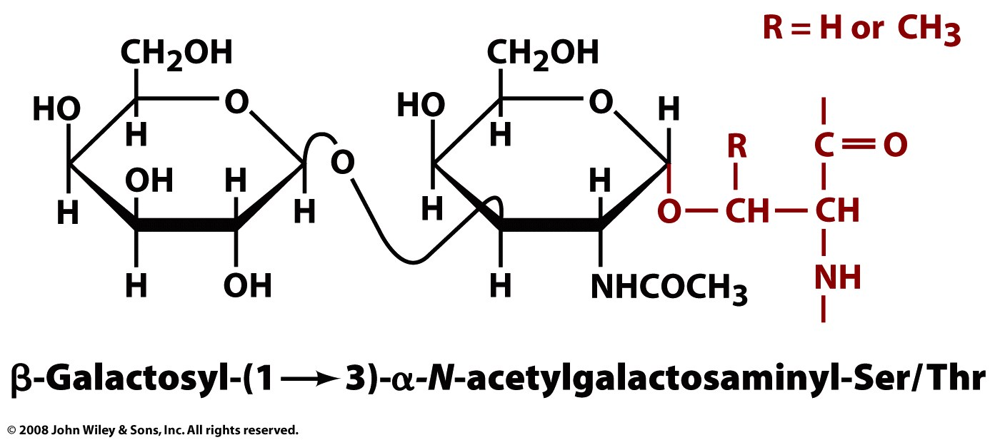 R = H or CH3
CH2OH CH2OH
HO O HO O H
H H R C=O
OH H O H
H H H O—CH—CH
H OH H NHCOCH3 NH
β-Galactosyl-(1→3)-α-N-acetylgalactosaminyl-Ser/Thr
© 2008 John Wiley & Sons, Inc. All rights reserved.